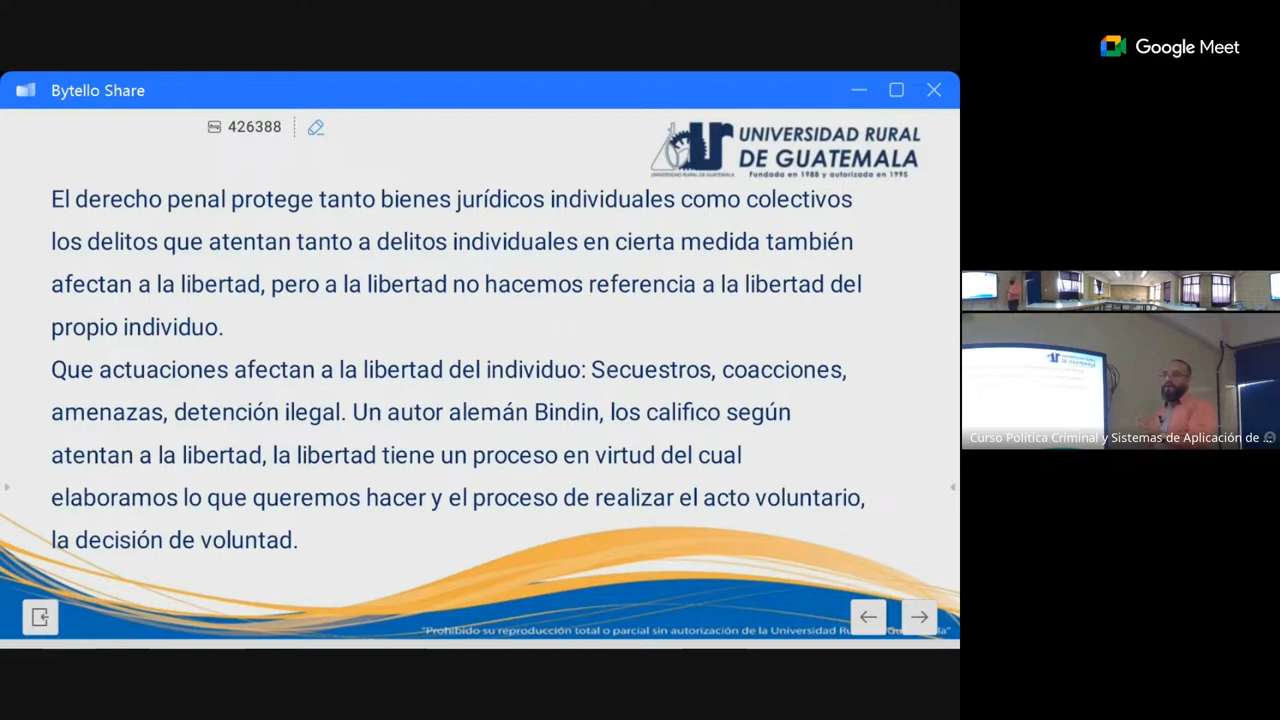 Google Meet
Bytello Share
426388
UNIVERSIDAD RURAL
DE GUATEMALA
Fundada en 1988 y autorizada en 1995
El derecho penal protege tanto bienes jurídicos individuales como colectivos
los delitos que atentan tanto a delitos individuales en cierta medida también
afectan a la libertad, pero a la libertad no hacemos referencia a la libertad del
propio individuo.
Que actuaciones afectan a la libertad del individuo: Secuestros, coacciones,
amenazas, detención ilegal. Un autor alemán Bindin, los califico según
atentan a la libertad, la libertad tiene un proceso en virtud del cual
elaboramos lo que queremos hacer y el proceso de realizar el acto voluntario,
la decisión de voluntad.
"Prohibido su reproducción total o parcial sin autorización de la Universidad
UNIVERSIDAD RURAL
DE GUATEMALA
Curso Política Criminal y Sistemas de Aplicación de ...